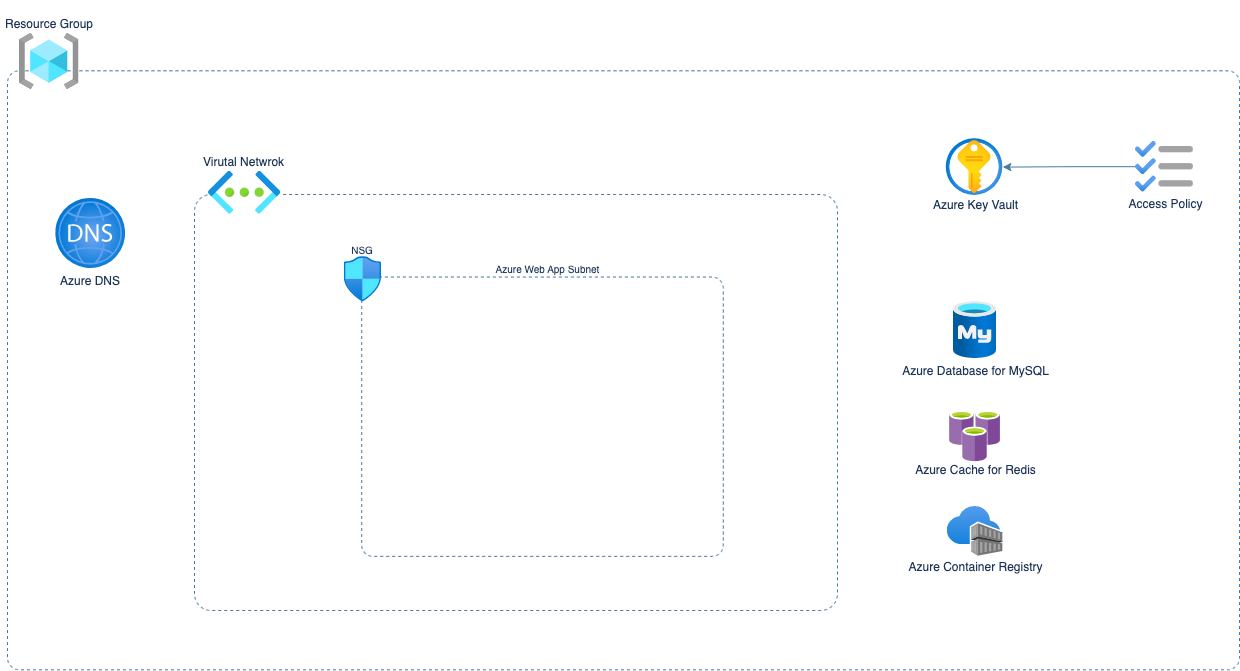 Resource Group
Virutal Netwrok
DNS
Azure DNS
NSG
Azure Web App Subnet
Azure Key Vault
Access Policy
My
Azure Database for MySQL
Azure Cache for Redis
Azure Container Registry